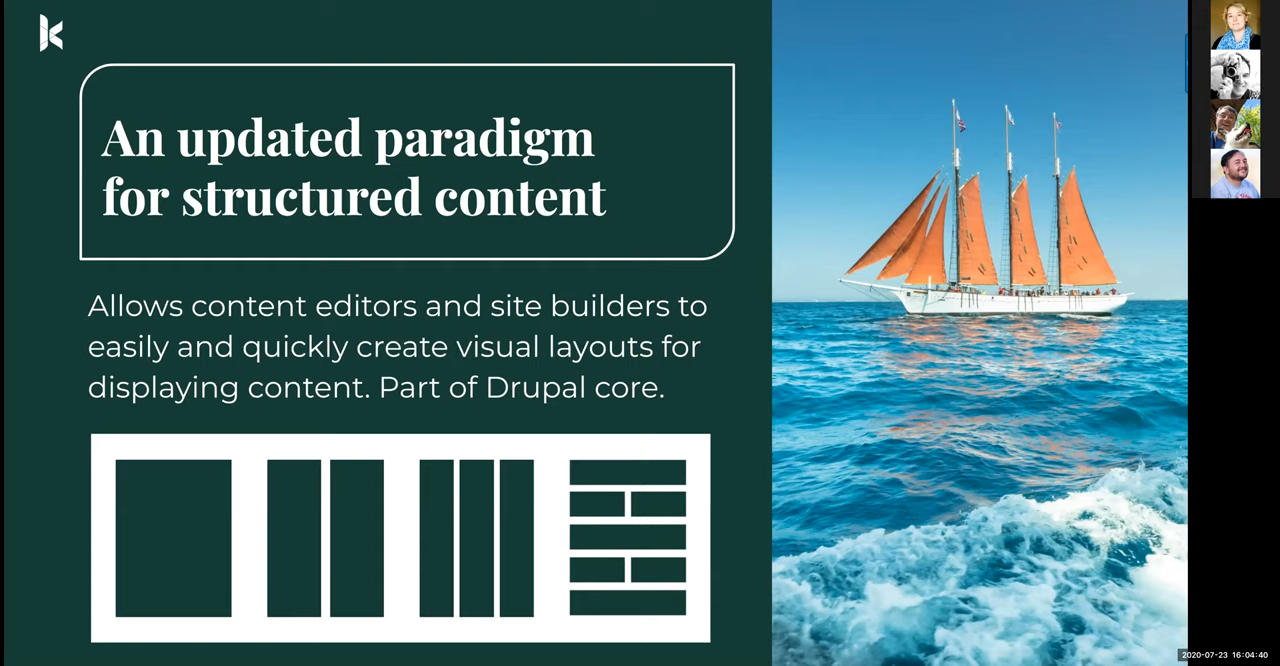 An updated paradigm
for structured content
Allows content editors and site builders to
easily and quickly create visual layouts for
displaying content. Part of Drupal core.
2020-07-23 16:04:40